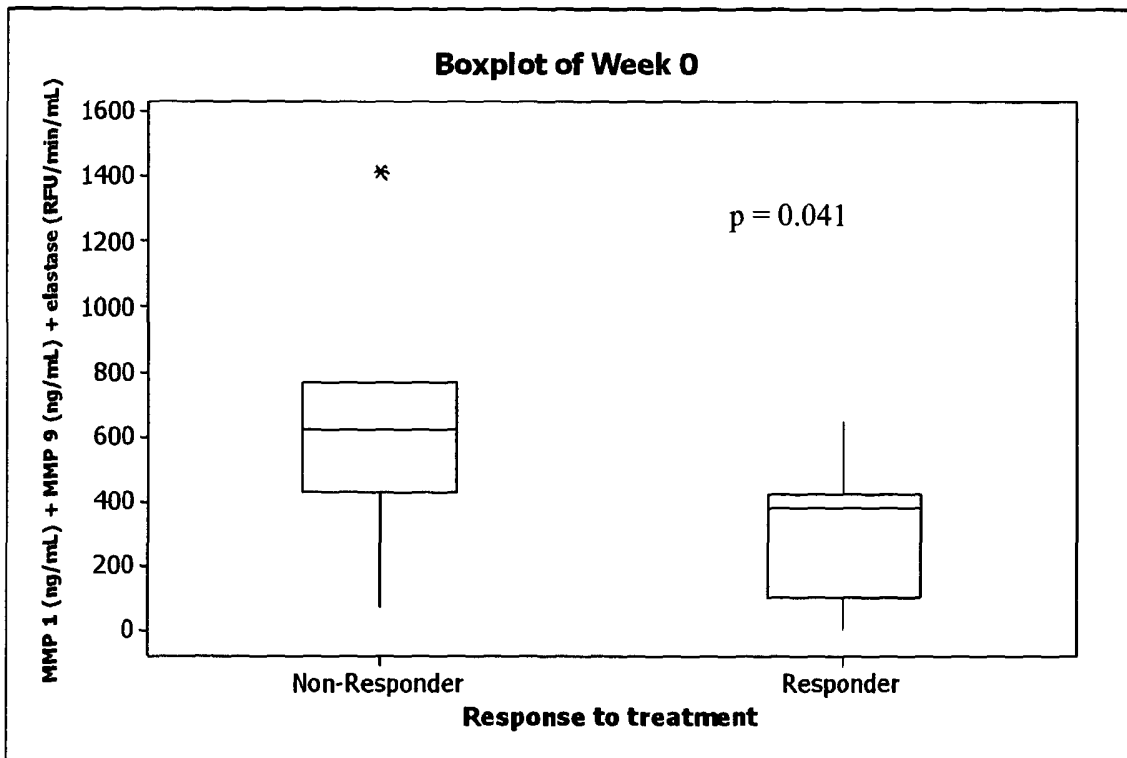 Boxplot of Week 0
MMP 1 (ng/mL) + MMP 9 (ng/mL) + elastase (RFU/min/mL)
1600
1400
1200
1000
800
600
400
200
0
p = 0.041
Non-Responder
Responder
Response to treatment